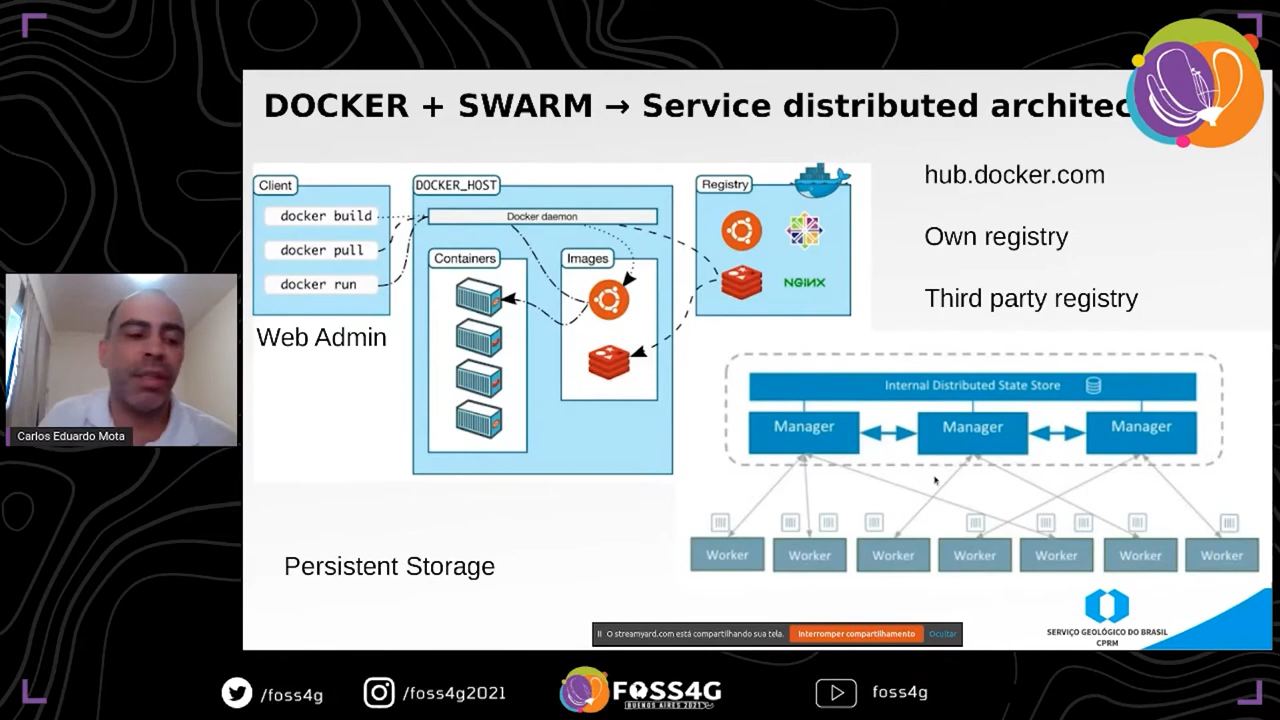 DOCKER + SWARM → Service distributed architec
Client
docker build
docker pull
docker run
Web Admin
DOCKER_HOST
Docker daemon
Containers
Images
Registry
NGINX
hub.docker.com
Own registry
Third party registry
Internal Distributed State Store
Manager
Manager
Manager
Worker
Worker
Worker
Worker
Worker
Worker
Worker
Persistent Storage
SERVIÇO GEOLÓGICO DO BRASIL
CPRM
O streamyard.com está compartilhando sua tela.
Interromper compartilhamento
Ocultar
Carlos Eduardo Mota
/foss4g
/foss4g2021
FOSS4G
BUENOS AIRES 2021
foss4g